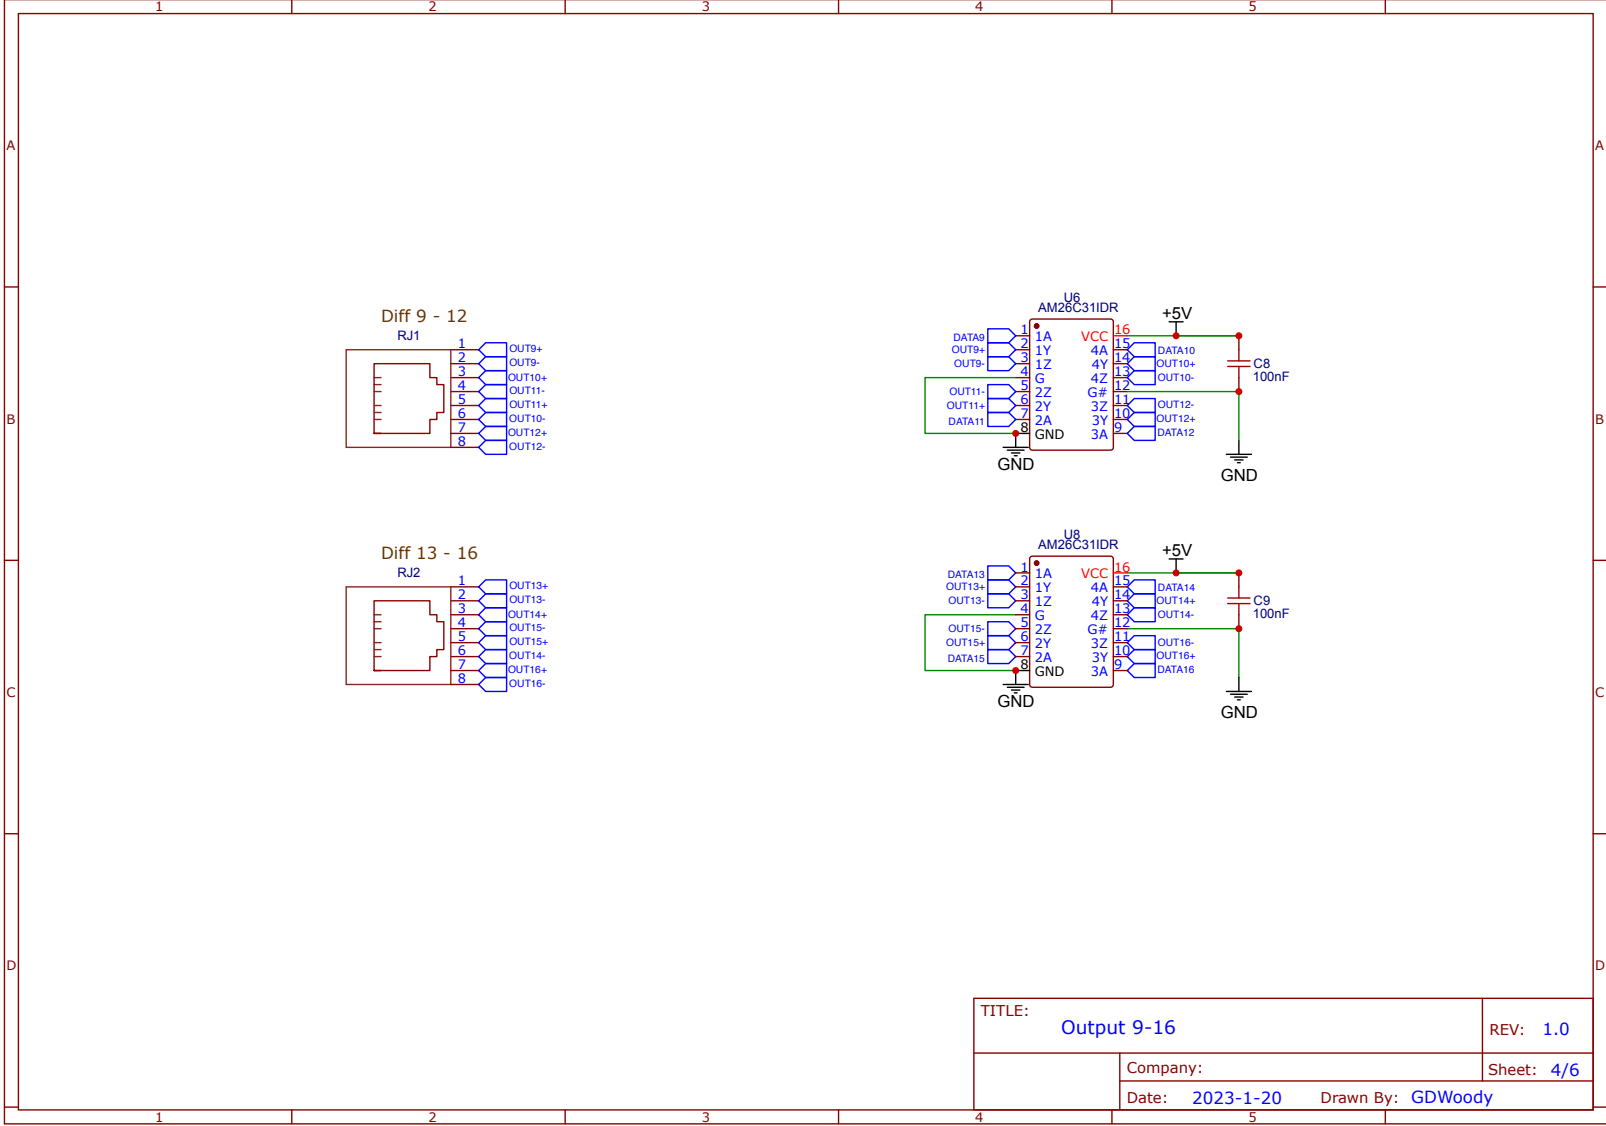 1 2 3 4 5
A A
B B
C C
D D
Diff 9 - 12
RJ1
1 OUT9+
2 OUT9-
3 OUT10+
4 OUT11-
5 OUT11+
6 OUT10-
7 OUT12+
8 OUT12-
U6
AM26C31IDR
+5V
DATA9 1 1A VCC 16
OUT9+ 2 1Y 4A 15 DATA10
OUT9- 3 1Z 4Y 14 OUT10+
4 G 4Z 13 OUT10-
OUT11- 5 2Z G# 12
OUT11+ 6 2Y 3Z 11 OUT12-
DATA11 7 2A 3Y 10 OUT12+
8 GND 3A 9 DATA12
GND
C8
100nF
GND
Diff 13 - 16
RJ2
1 OUT13+
2 OUT13-
3 OUT14+
4 OUT15-
5 OUT15+
6 OUT14-
7 OUT16+
8 OUT16-
U8
AM26C31IDR
+5V
DATA13 1 1A VCC 16
OUT13+ 2 1Y 4A 15 DATA14
OUT13- 3 1Z 4Y 14 OUT14+
4 G 4Z 13 OUT14-
OUT15- 5 2Z G# 12
OUT15+ 6 2Y 3Z 11 OUT16-
DATA15 7 2A 3Y 10 OUT16+
8 GND 3A 9 DATA16
GND
C9
100nF
GND
TITLE:
Output 9-16
REV: 1.0
Company:
Sheet: 4/6
Date: 2023-1-20 Drawn By: GDWoody
1 2 3 4 5